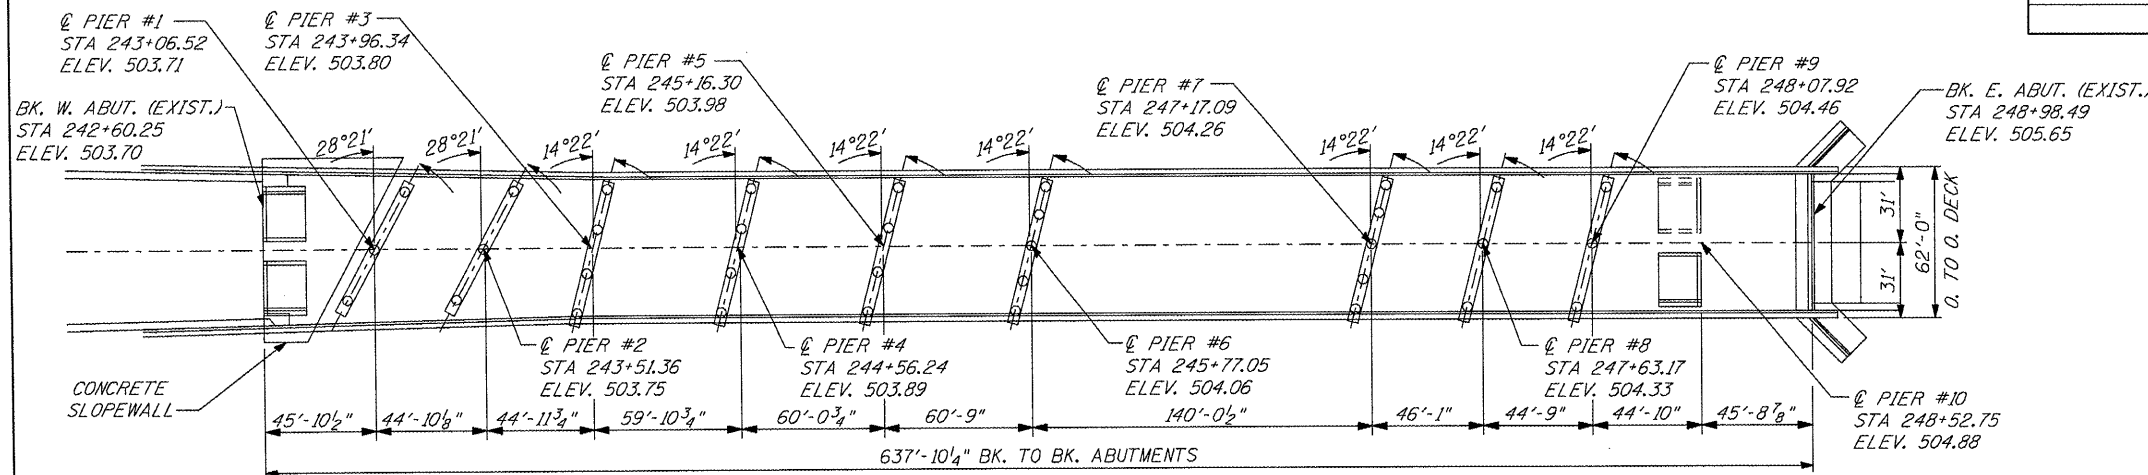 ℄ PIER #1
STA 243+06.52
ELEV. 503.71
℄ PIER #3
STA 243+96.34
ELEV. 503.80
℄ PIER #5
STA 245+16.30
ELEV. 503.98
℄ PIER #7
STA 247+17.09
ELEV. 504.26
℄ PIER #9
STA 248+07.92
ELEV. 504.46
BK. W. ABUT. (EXIST.)
STA 242+60.25
ELEV. 503.70
BK. E. ABUT. (EXIST.)
STA 248+98.49
ELEV. 505.65
28°21'
28°21'
14°22'
14°22'
14°22'
14°22'
14°22'
14°22'
14°22'
31'
31'
62'-0"
O. TO O. DECK
CONCRETE
SLOPEWALL
℄ PIER #2
STA 243+51.36
ELEV. 503.75
℄ PIER #4
STA 244+56.24
ELEV. 503.89
℄ PIER #6
STA 245+77.05
ELEV. 504.06
℄ PIER #8
STA 247+63.17
ELEV. 504.33
℄ PIER #10
STA 248+52.75
ELEV. 504.88
45'-10½"
44'-10⅛"
44'-11¾"
59'-10¾"
60'-0¾"
60'-9"
140'-0½"
46'-1"
44'-9"
44'-10"
45'-8⅞"
637'-10¼" BK. TO BK. ABUTMENTS